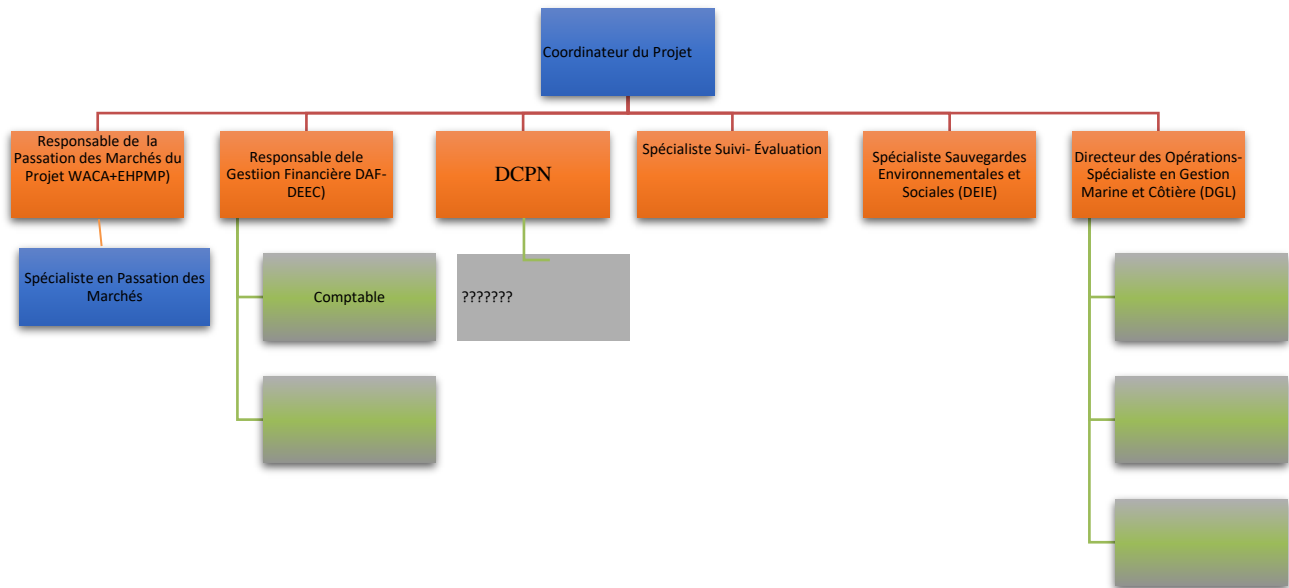 Coordinateur du Projet
Responsable de la
Passation des Marchés du
Projet WACA+EHPMP)
Responsable dele
Gestiion Financière DAF-
DEEC)
DCPN
Spécialiste Suivi- Évaluation
Spécialiste Sauvegardes
Environnementales et
Sociales (DEIE)
Directeur des Opérations-
Spécialiste en Gestion
Marine et Côtière (DGL)
Spécialiste en Passation des
Marchés
Comptable
???????